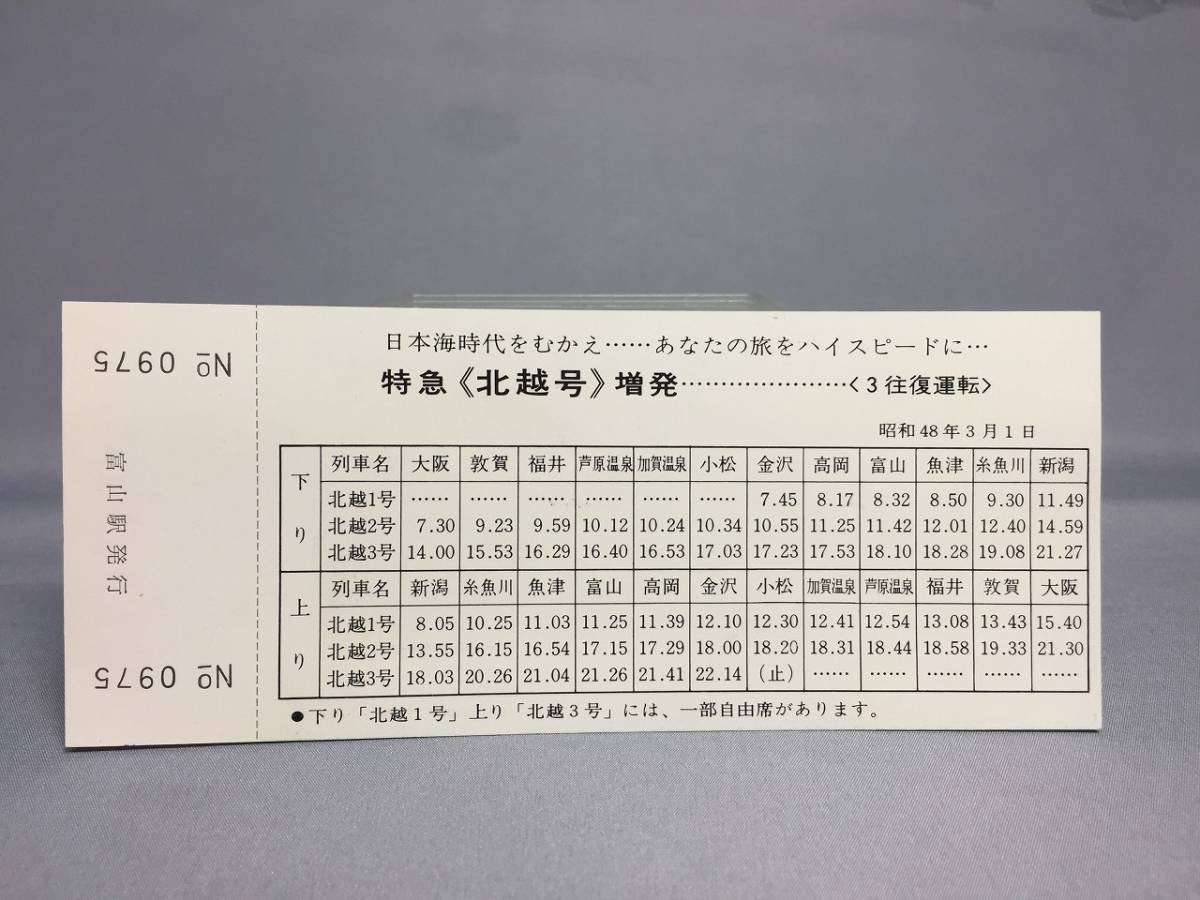 № 0975
富山駅発行
№ 0975
日本海時代をむかえ……あなたの旅をハイスピードに…
特急《北越号》増発…………………〈3往復運転〉
昭和48年3月1日
下り
列車名 大阪 敦賀 福井 芦原温泉 加賀温泉 小松 金沢 高岡 富山 魚津 糸魚川 新潟
北越1号 …… …… …… …… …… …… 7.45 8.17 8.32 8.50 9.30 11.49
北越2号 7.30 9.23 9.59 10.12 10.24 10.34 10.55 11.25 11.42 12.01 12.40 14.59
北越3号 14.00 15.53 16.29 16.40 16.53 17.03 17.23 17.53 18.10 18.28 19.08 21.27
上り
列車名 新潟 糸魚川 魚津 富山 高岡 金沢 小松 加賀温泉 芦原温泉 福井 敦賀 大阪
北越1号 8.05 10.25 11.03 11.25 11.39 12.10 12.30 12.41 12.54 13.08 13.43 15.40
北越2号 13.55 16.15 16.54 17.15 17.29 18.00 18.20 18.31 18.44 18.58 19.33 21.30
北越3号 18.03 20.26 21.04 21.26 21.41 22.14 (止) …… …… …… …… ……
●下り「北越1号」上り「北越3号」には、一部自由席があります。